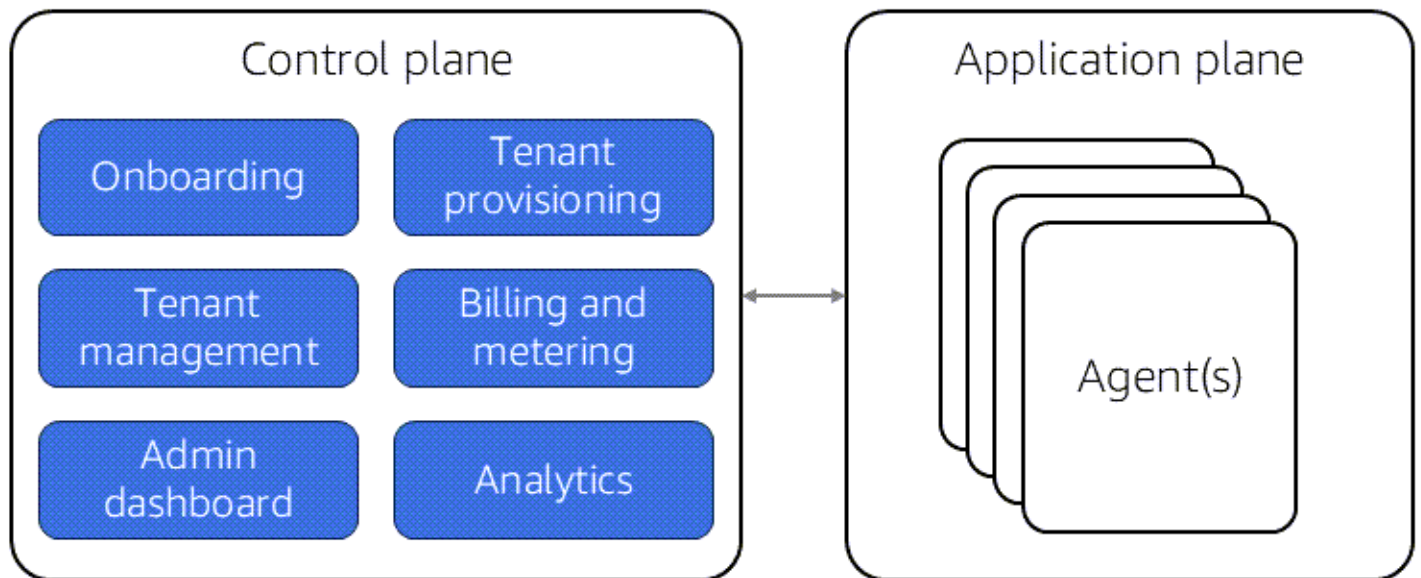 Control plane
Onboarding
Tenant
provisioning
Tenant
management
Billing and
metering
Admin
dashboard
Analytics
Application plane
Agent(s)